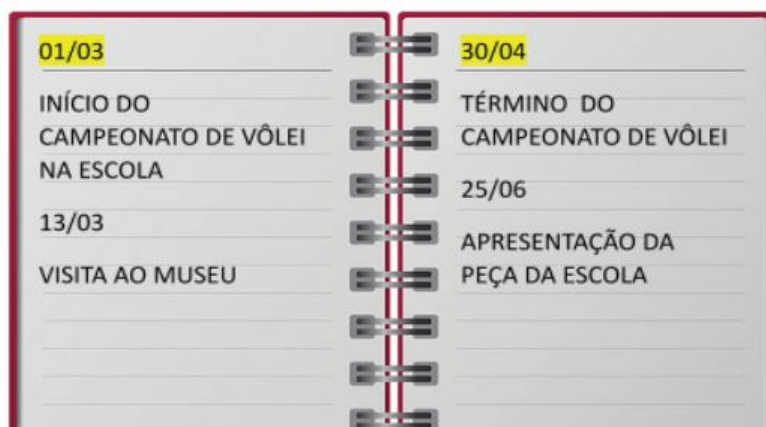 01/03
INÍCIO DO
CAMPEONATO DE VÔLEI
NA ESCOLA
13/03
VISITA AO MUSEU
30/04
TÉRMINO DO
CAMPEONATO DE VÔLEI
25/06
APRESENTAÇÃO DA
PEÇA DA ESCOLA